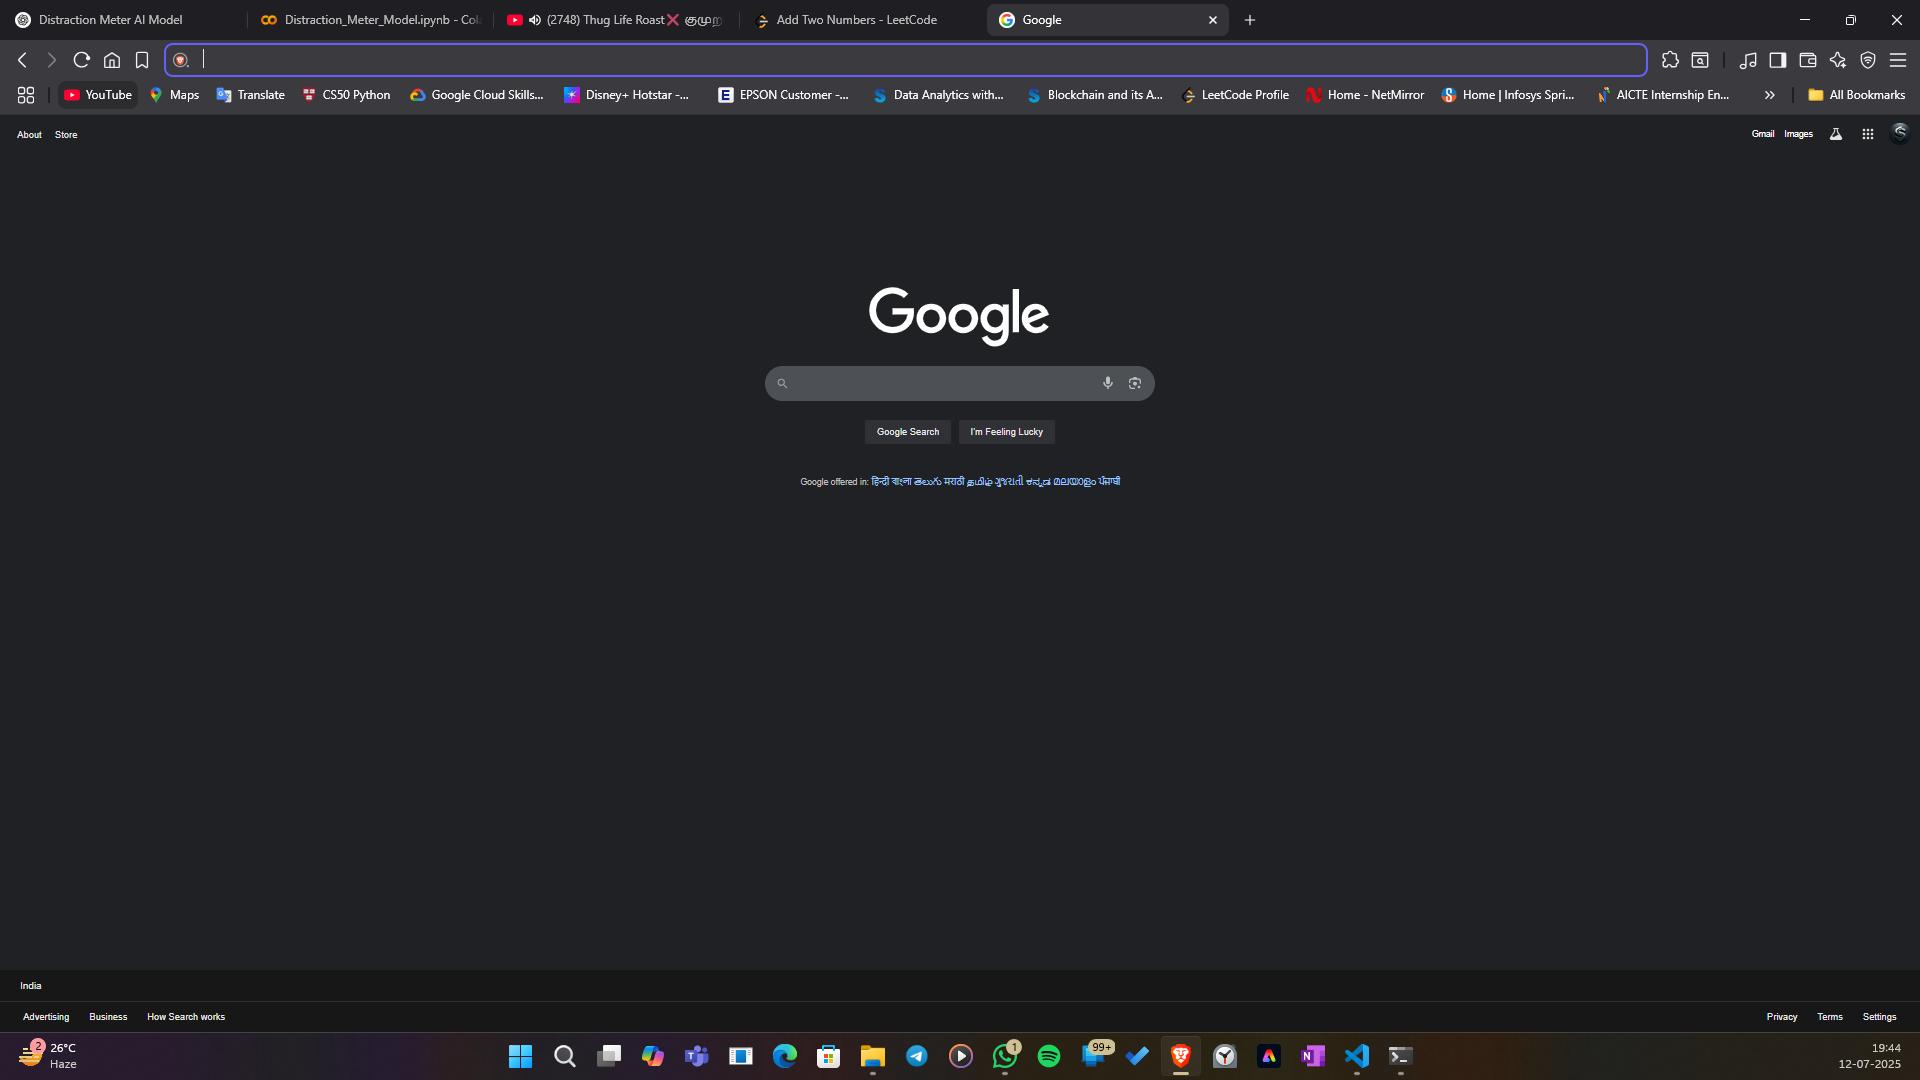 Distraction Meter AI Model
Distraction_Meter_Model.ipynb - Col
(2748) Thug Life Roast❌ குமுற
Add Two Numbers - LeetCode
Google
YouTube
Maps
Translate
CS50 Python
Google Cloud Skills...
Disney+ Hotstar -...
EPSON Customer -...
Data Analytics with...
Blockchain and its A...
LeetCode Profile
Home - NetMirror
Home | Infosys Spri...
AICTE Internship En...
All Bookmarks
About
Store
Gmail
Images
Google
Google Search
I'm Feeling Lucky
Google offered in: हिन्दी বাংলা తెలుగు मराठी தமிழ் ગુજરાતી ಕನ್ನಡ മലയാളം ਪੰਜਾਬੀ
India
Advertising
Business
How Search works
Privacy
Terms
Settings
2
26°C
Haze
1
99+
19:44
12-07-2025